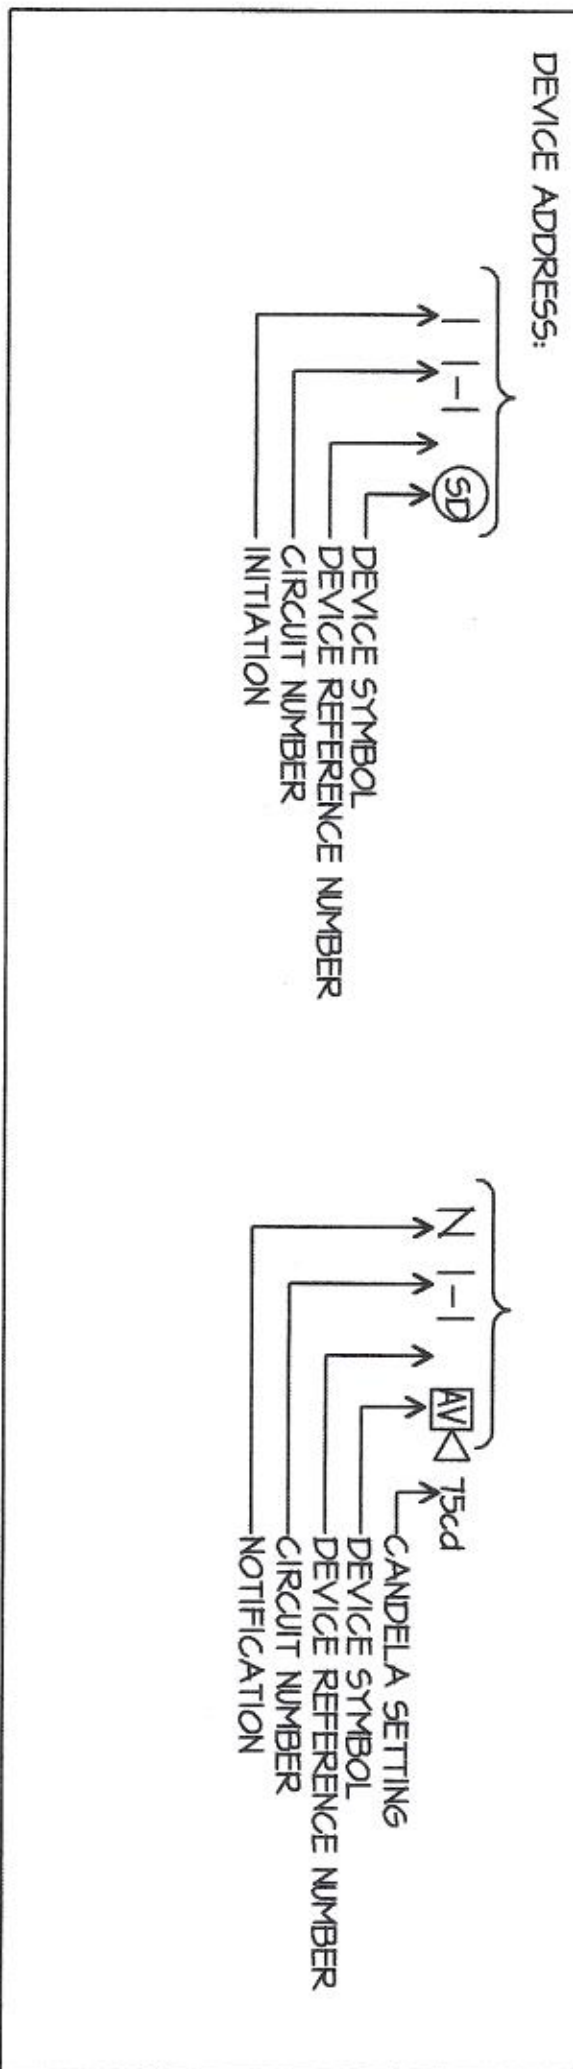 DEVICE ADDRESS:
I 1-1 SD
DEVICE SYMBOL
DEVICE REFERENCE NUMBER
CIRCUIT NUMBER
INITIATION
N 1-1 AV 75cd
CANDELA SETTING
DEVICE SYMBOL
DEVICE REFERENCE NUMBER
CIRCUIT NUMBER
NOTIFICATION